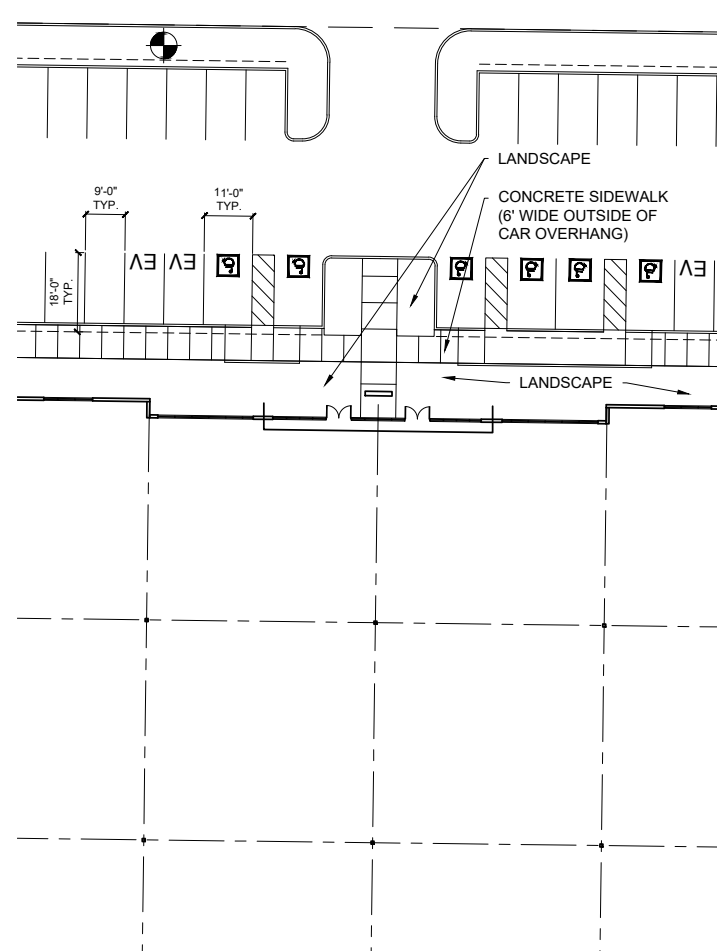 LANDSCAPE
CONCRETE SIDEWALK
(6' WIDE OUTSIDE OF
CAR OVERHANG)
9'-0"
TYP.
11'-0"
TYP.
18'-0"
TYP.
EV
EV
EV
LANDSCAPE